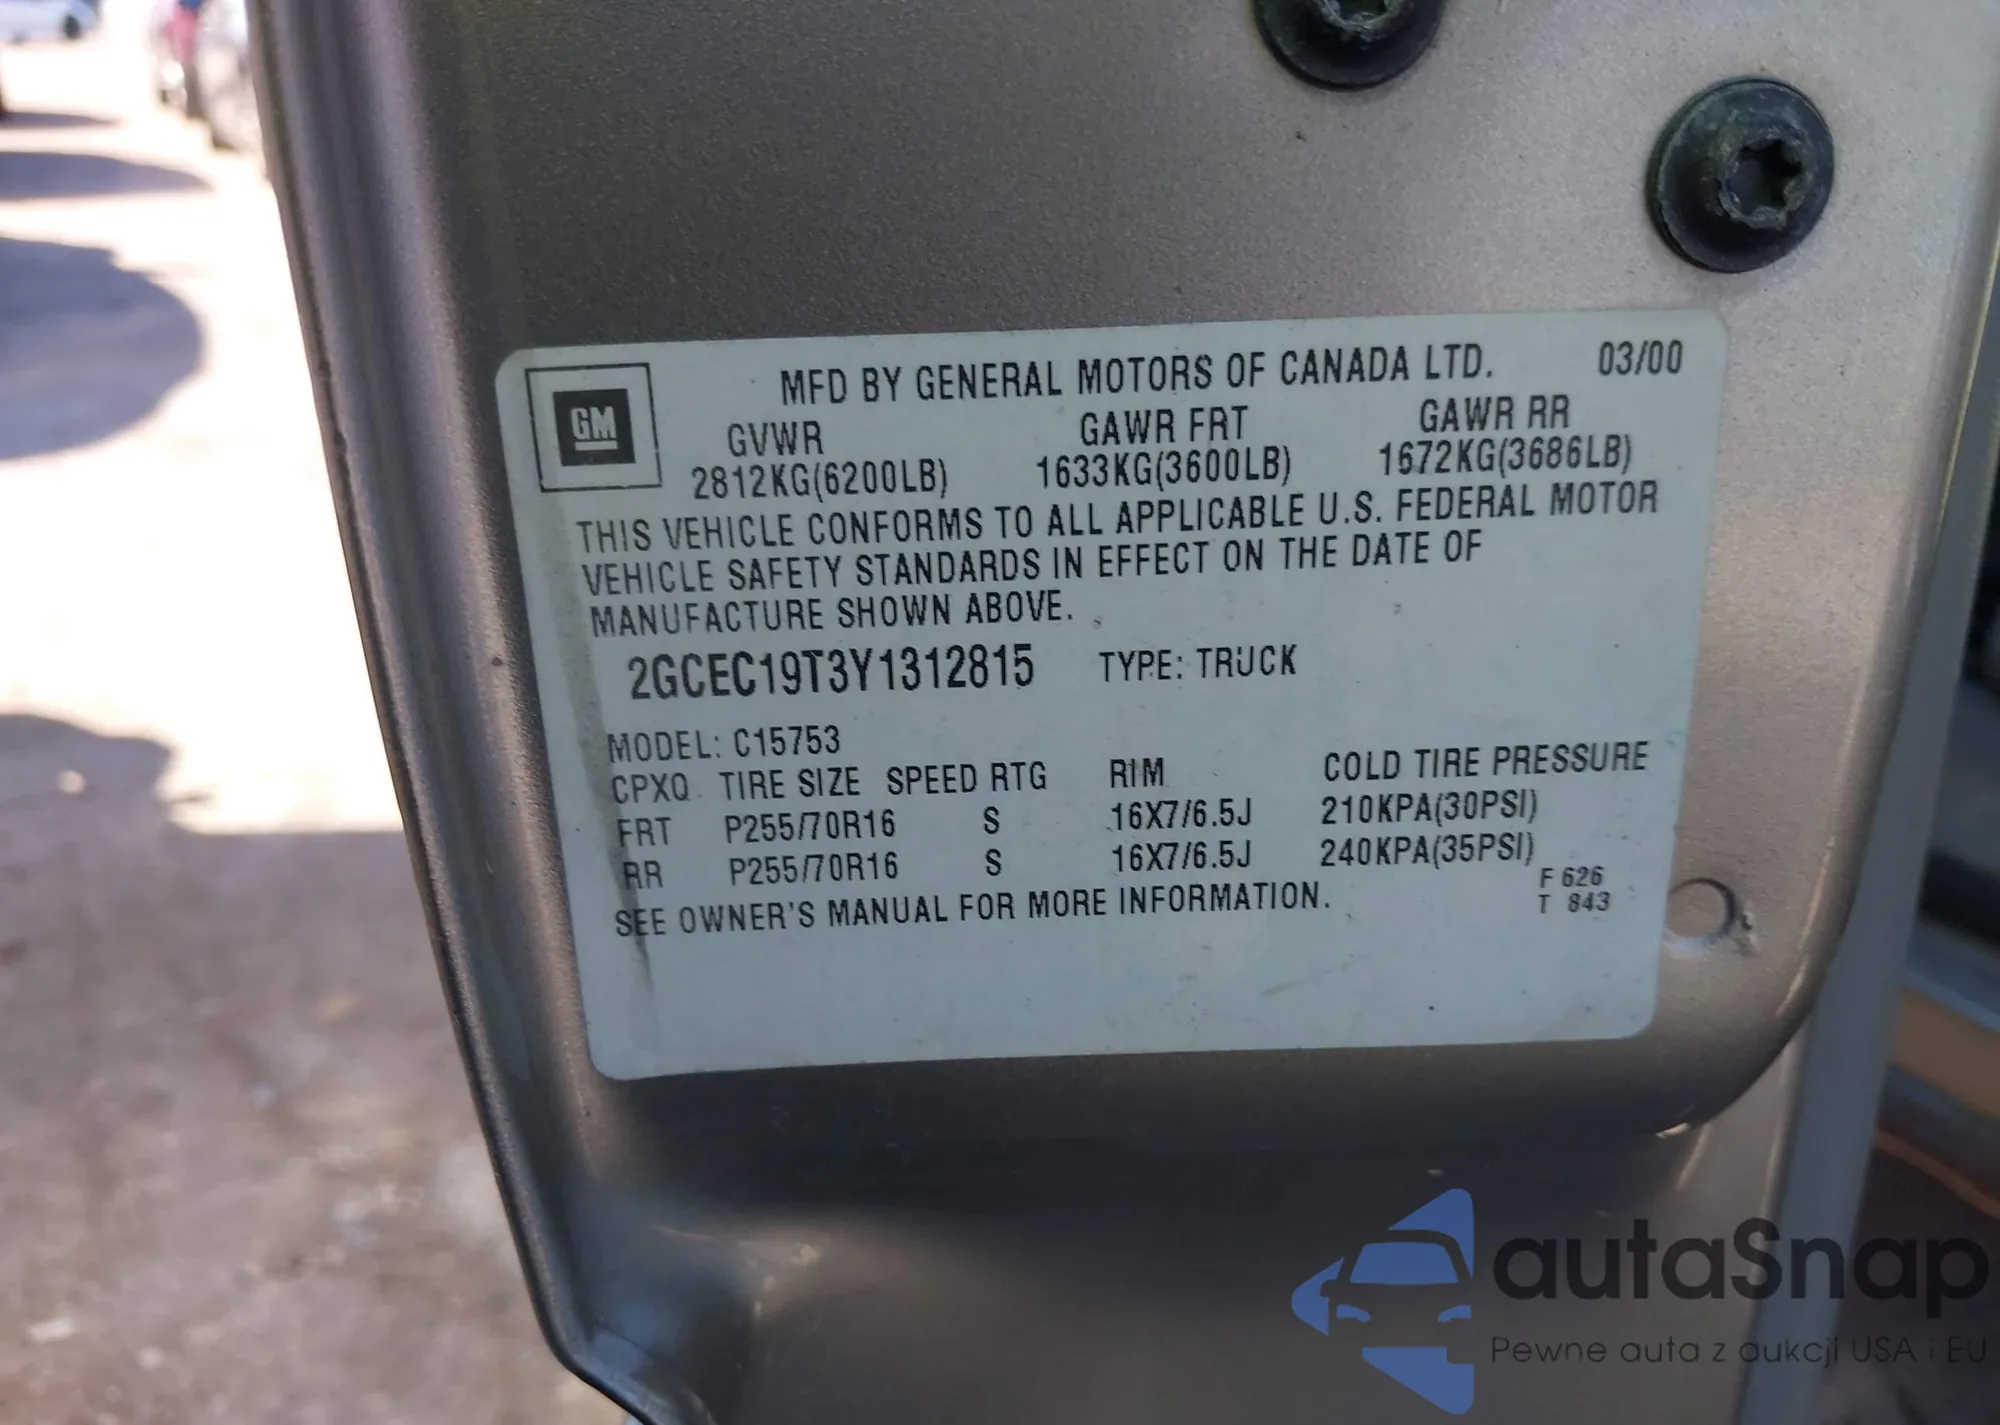 MFD BY GENERAL MOTORS OF CANADA LTD. 03/00
GM
GVWR GAWR FRT GAWR RR
2812KG(6200LB) 1633KG(3600LB) 1672KG(3686LB)
THIS VEHICLE CONFORMS TO ALL APPLICABLE U.S. FEDERAL MOTOR
VEHICLE SAFETY STANDARDS IN EFFECT ON THE DATE OF
MANUFACTURE SHOWN ABOVE.
2GCEC19T3Y1312815 TYPE: TRUCK
MODEL: C15753
CPXQ TIRE SIZE SPEED RTG RIM COLD TIRE PRESSURE
FRT P255/70R16 S 16X7/6.5J 210KPA(30PSI)
RR P255/70R16 S 16X7/6.5J 240KPA(35PSI)
SEE OWNER'S MANUAL FOR MORE INFORMATION.
F 626
T 843
autaSnap
Pewne auta z aukcji USA i EU